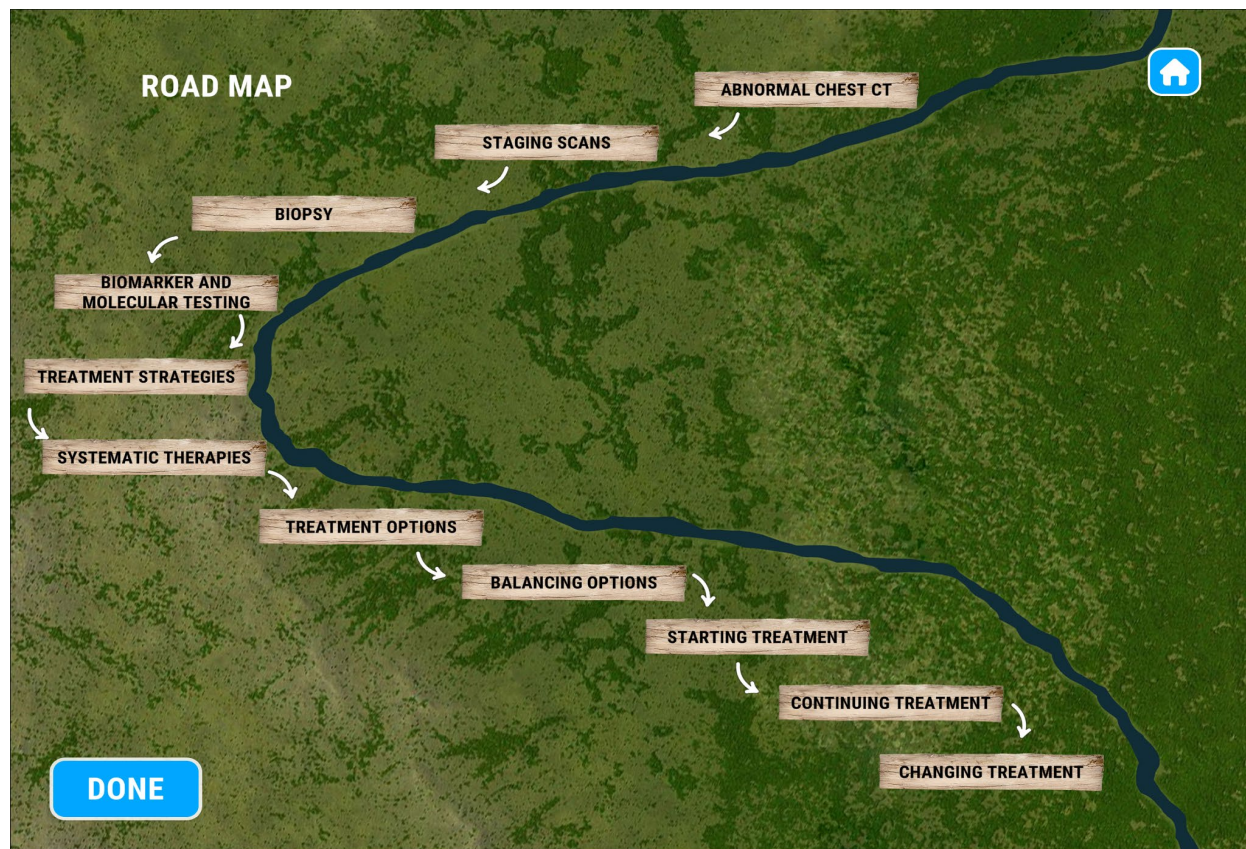 ROAD MAP
ABNORMAL CHEST CT
STAGING SCANS
BIOPSY
BIOMARKER AND
MOLECULAR TESTING
TREATMENT STRATEGIES
SYSTEMATIC THERAPIES
TREATMENT OPTIONS
BALANCING OPTIONS
STARTING TREATMENT
CONTINUING TREATMENT
CHANGING TREATMENT
DONE